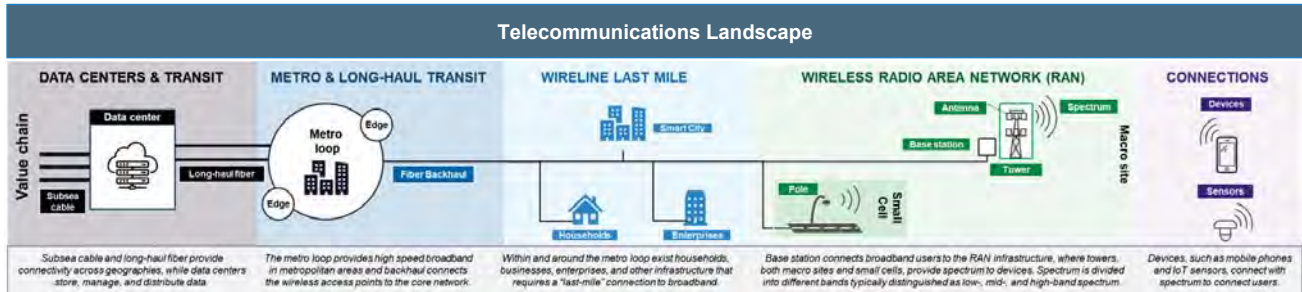 Telecommunications Landscape
DATA CENTERS & TRANSIT
METRO & LONG-HAUL TRANSIT
WIRELINE LAST MILE
WIRELESS RADIO AREA NETWORK (RAN)
CONNECTIONS
Value chain
Data center
Subsea
cable
Long-haul fiber
Metro
loop
Edge
Edge
Fiber Backhaul
Smart City
Households
Enterprises
Antenna
Spectrum
Base station
Tower
Macro site
Pole
Small
Cell
Devices
Sensors
Subsea cable and long-haul fiber provide
connectivity across geographies, while data centers
store, manage, and distribute data.
The metro loop provides high speed broadband
in metropolitan areas and backhaul connects
the wireless access points to the core network.
Within and around the metro loop exist households,
businesses, enterprises, and other infrastructure that
requires a "last-mile" connection to broadband.
Base station connects broadband users to the RAN infrastructure, where towers,
both macro sites and small cells, provide spectrum to devices. Spectrum is divided
into different bands typically distinguished as low-, mid-, and high-band spectrum.
Devices, such as mobile phones
and IoT sensors, connect with
spectrum to connect users.